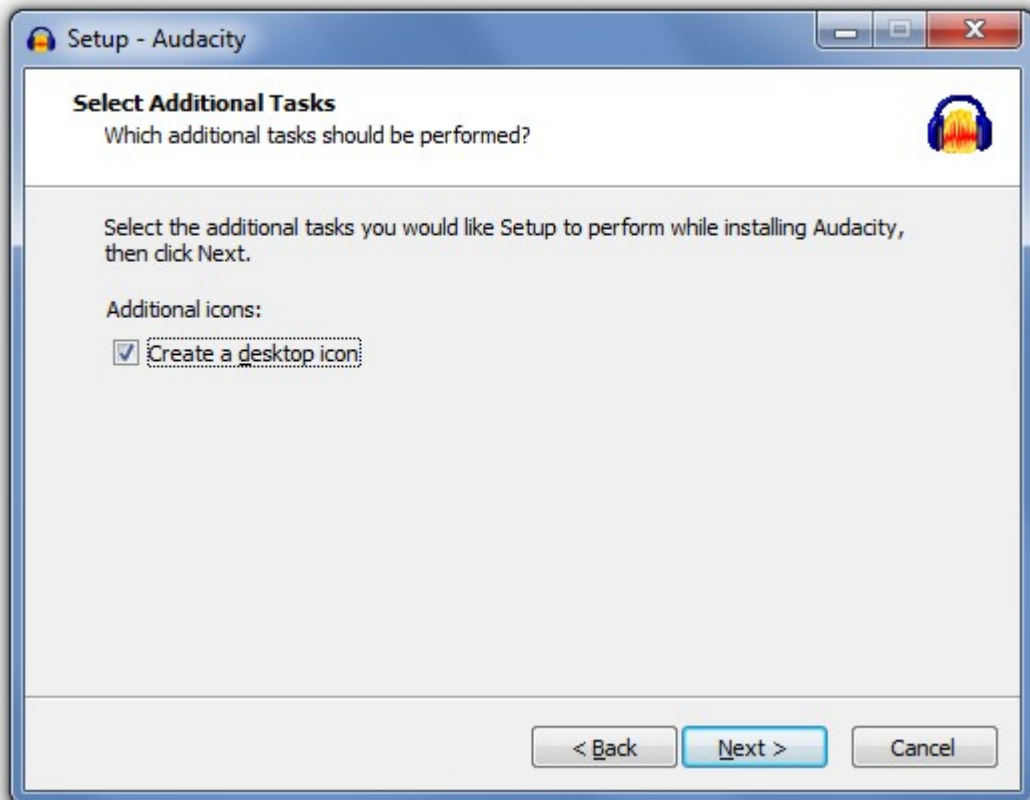 Setup - Audacity
Select Additional Tasks
Which additional tasks should be performed?
Select the additional tasks you would like Setup to perform while installing Audacity,
then click Next.
Additional icons:
Create a desktop icon
< Back Next > Cancel